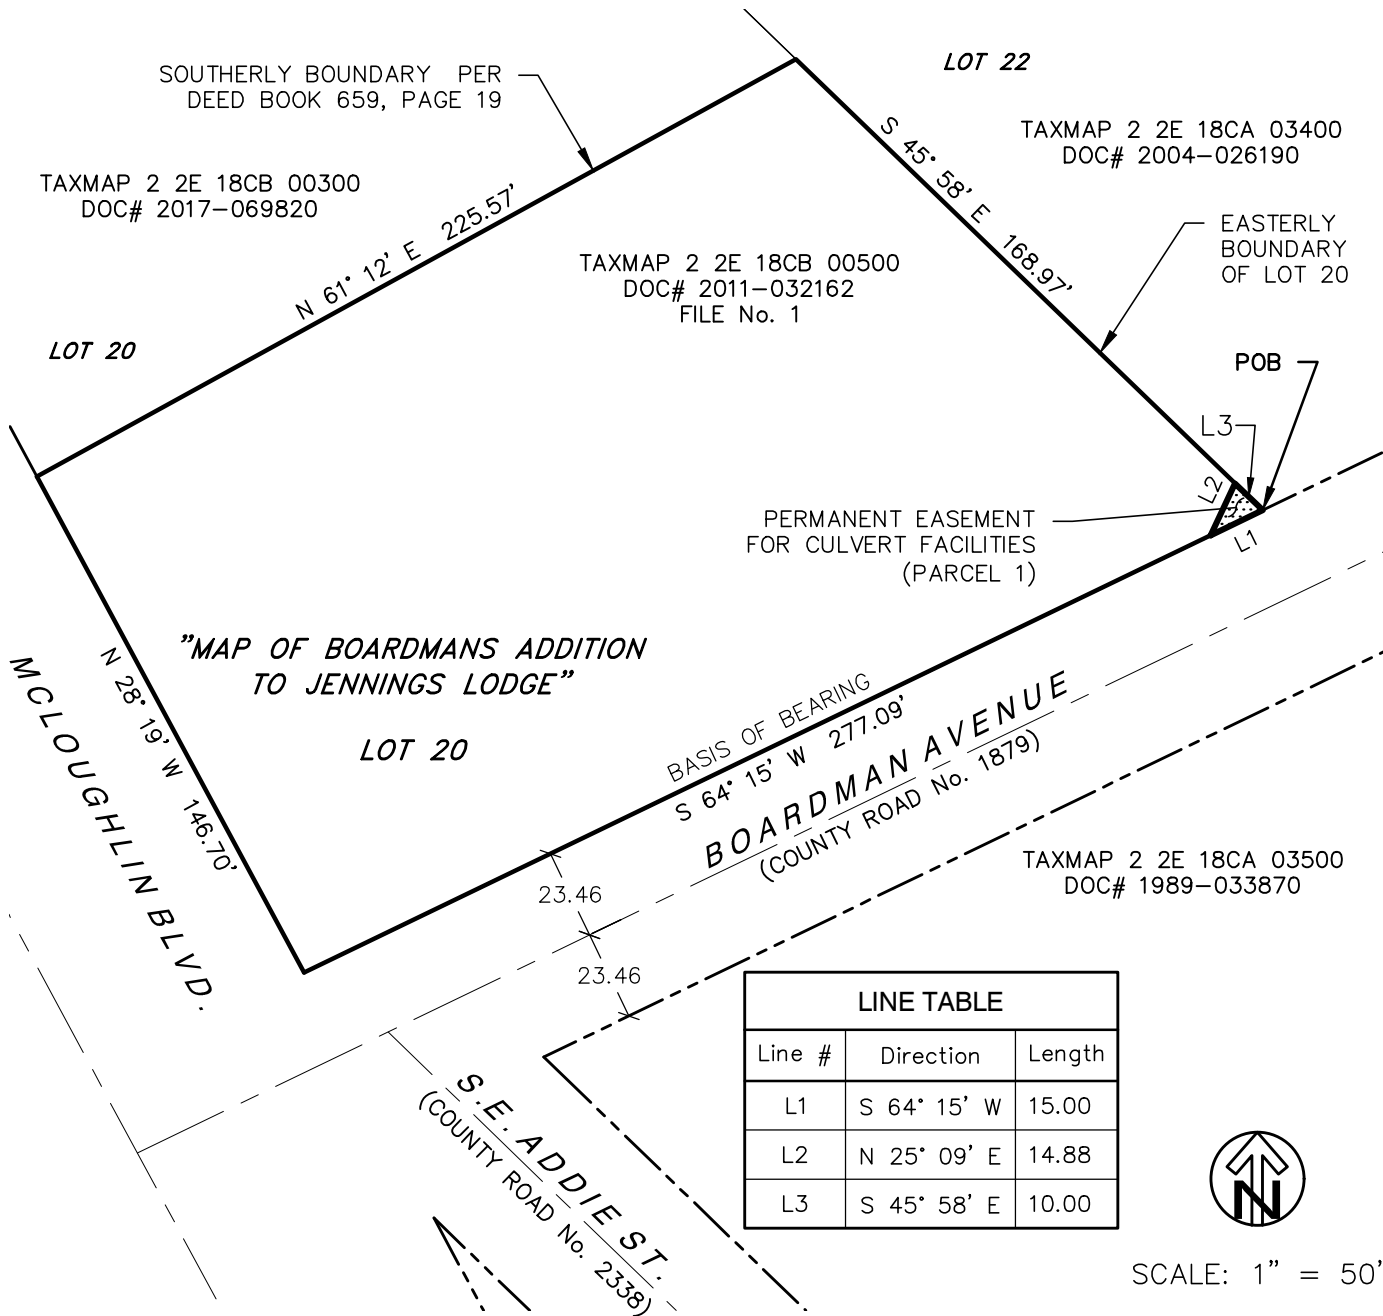 LOT 22
SOUTHERLY BOUNDARY PER
DEED BOOK 659, PAGE 19
TAXMAP 2 2E 18CA 03400
DOC# 2004-026190
TAXMAP 2 2E 18CB 00300
DOC# 2017-069820
S 45° 58' E 168.97'
N 61° 12' E 225.57'
EASTERLY
BOUNDARY
OF LOT 20
TAXMAP 2 2E 18CB 00500
DOC# 2011-032162
FILE No. 1
LOT 20
POB
L3
L2
L1
PERMANENT EASEMENT
FOR CULVERT FACILITIES
(PARCEL 1)
"MAP OF BOARDMANS ADDITION
TO JENNINGS LODGE"
LOT 20
N 28° 19' W 146.70'
MCLOUGHLIN BLVD.
BASIS OF BEARING
S 64° 15' W 277.09'
BOARDMAN AVENUE
(COUNTY ROAD No. 1879)
23.46
23.46
TAXMAP 2 2E 18CA 03500
DOC# 1989-033870
S.E. ADDIE ST.
(COUNTY ROAD No. 2338)
LINE TABLE
Line # Direction Length
L1 S 64° 15' W 15.00
L2 N 25° 09' E 14.88
L3 S 45° 58' E 10.00
N
SCALE: 1" = 50'